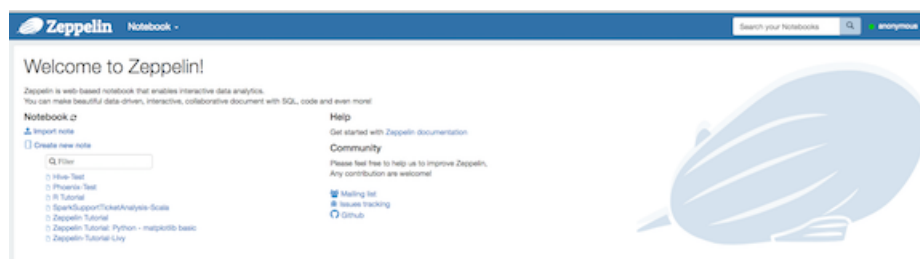 Zeppelin Notebook
Search your Notebooks
anonymous
Welcome to Zeppelin!
Zeppelin is web-based notebook that enables interactive data analytics.
You can make beautiful data-driven, interactive, collaborative document with SQL, code and even more!
Notebook
Import note
Create new note
Filter
Hive-Test
Phoenix-Test
R Tutorial
SparkSupportTicketAnalysis-Scala
Zeppelin Tutorial
Zeppelin Tutorial: Python - matplotlib basic
Zeppelin-Tutorial-Livy
Help
Get started with Zeppelin documentation
Community
Please feel free to help us to improve Zeppelin,
Any contribution are welcome!
Mailing list
Issues tracking
Github